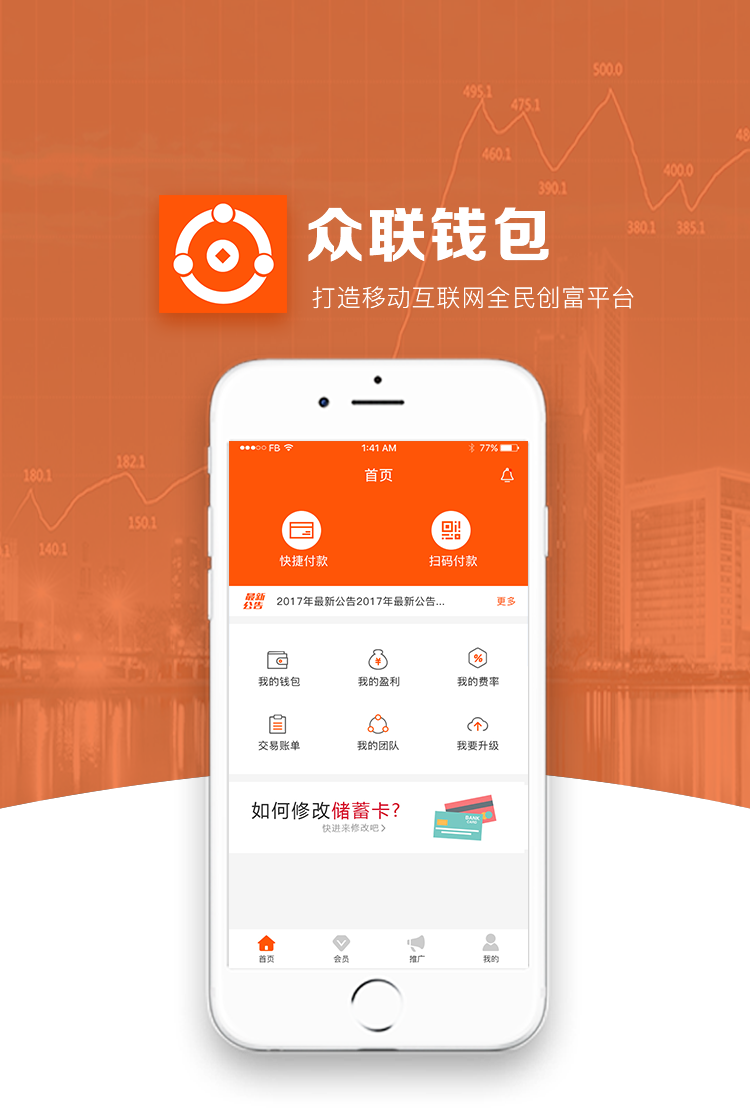 500.0
495.1
475.1
460.1
390.1
400.0
380.1
385.1
众联钱包
打造移动互联网全民创富平台
180.1
182.1
150.1
140.1
FB 1:41 AM 77%
首页
快捷付款 扫码付款
最新公告 2017年最新公告2017年最新公告... 更多
我的钱包 我的盈利 我的费率
交易账单 我的团队 我要升级
如何修改储蓄卡?
快进来修改吧>
BANK CARD
首页 会员 推广 我的